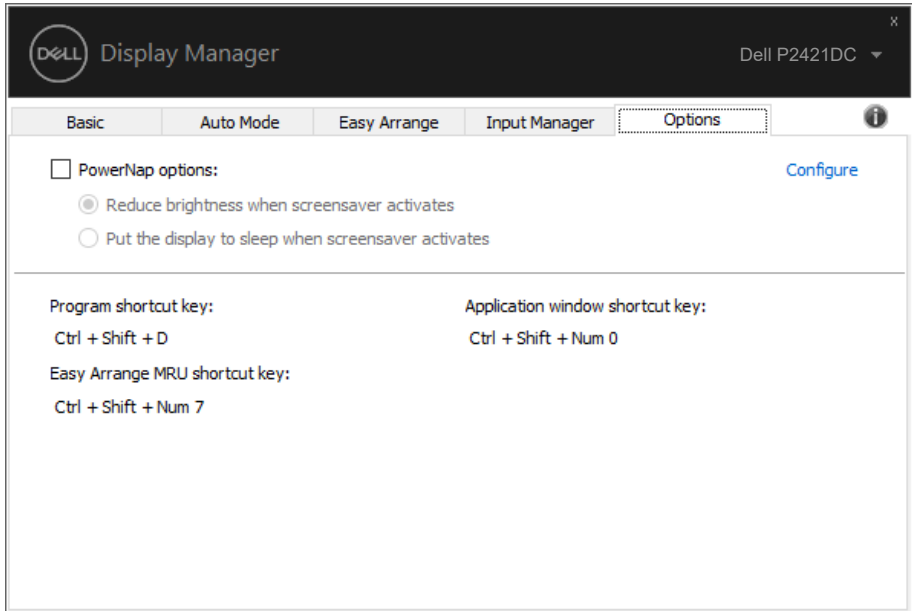 x
DELL Display Manager
Dell P2421DC
Basic Auto Mode Easy Arrange Input Manager Options
PowerNap options: Configure
Reduce brightness when screensaver activates
Put the display to sleep when screensaver activates
Program shortcut key: Application window shortcut key:
Ctrl + Shift + D Ctrl + Shift + Num 0
Easy Arrange MRU shortcut key:
Ctrl + Shift + Num 7